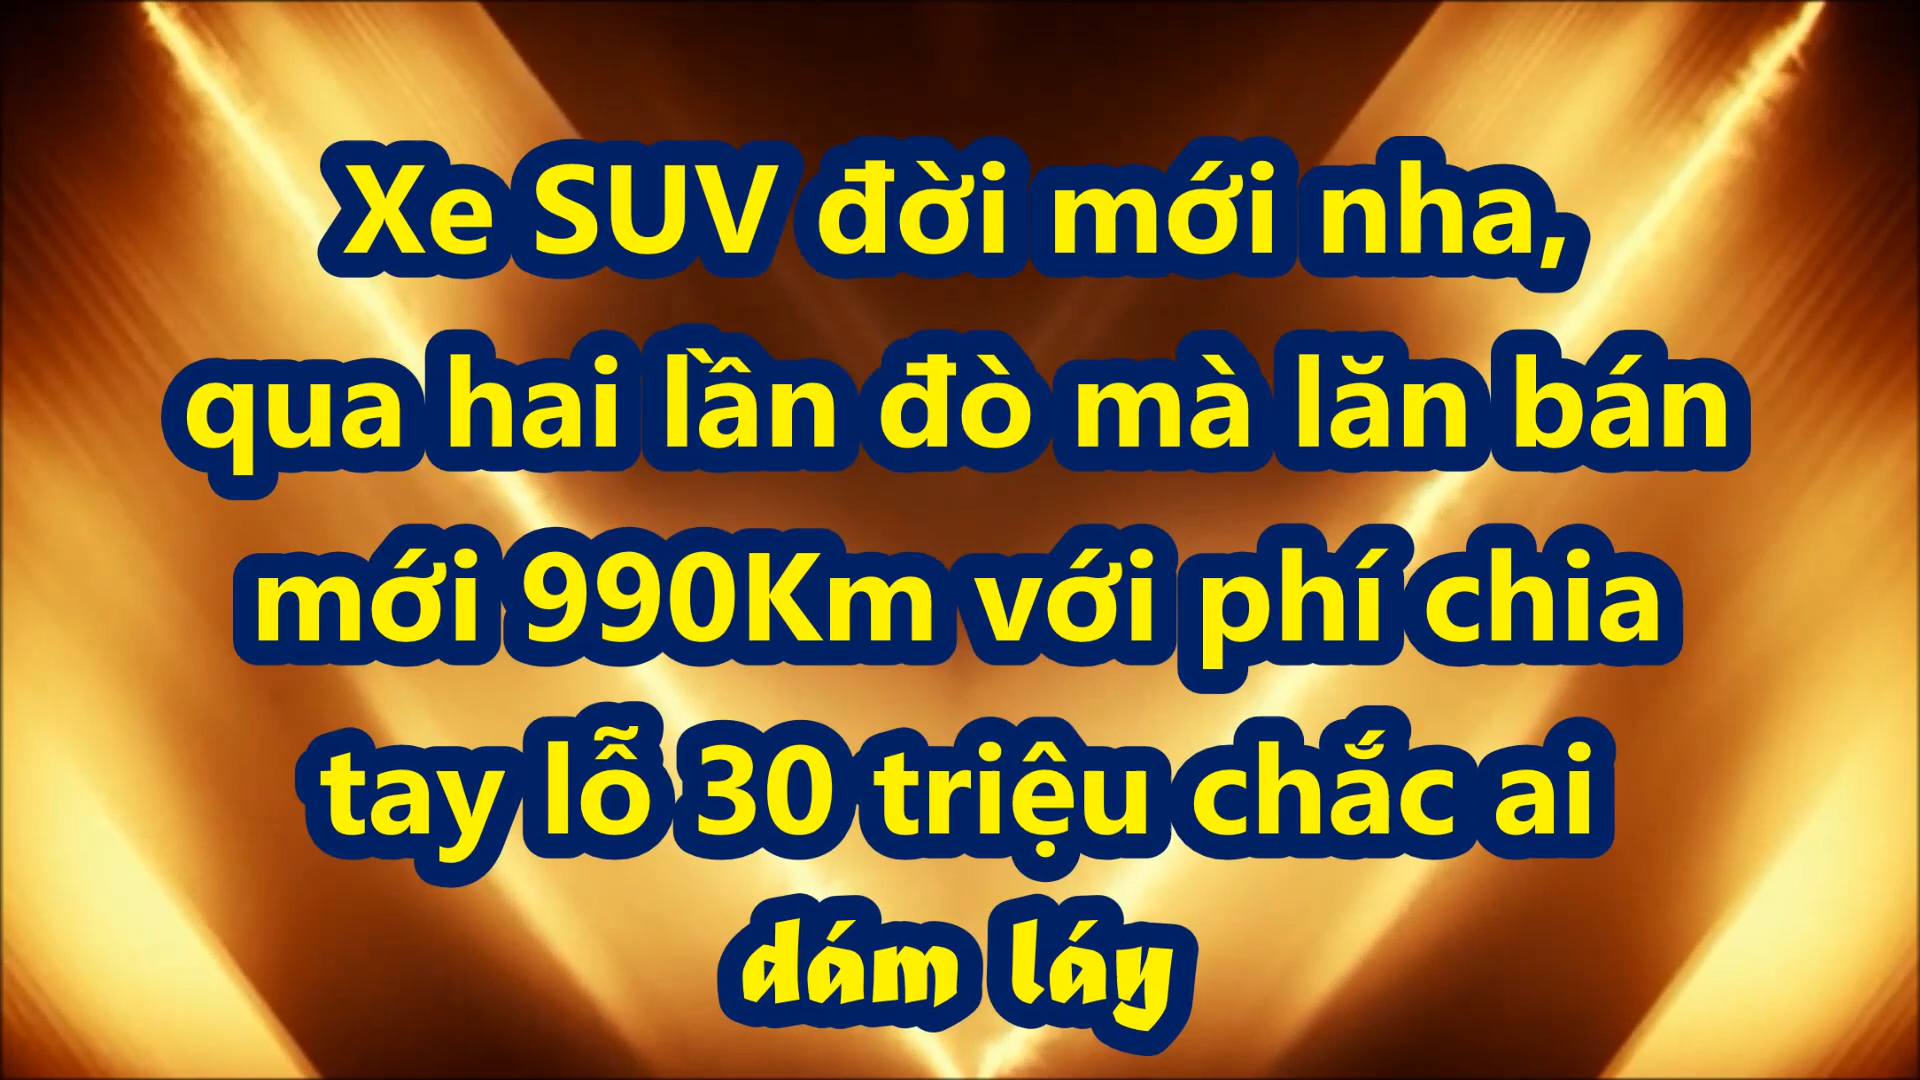 Xe SUV đời mới nha,
qua hai lần đò mà lăn bán
mới 990Km với phí chia
tay lỗ 30 triệu chắc ai
dám láy